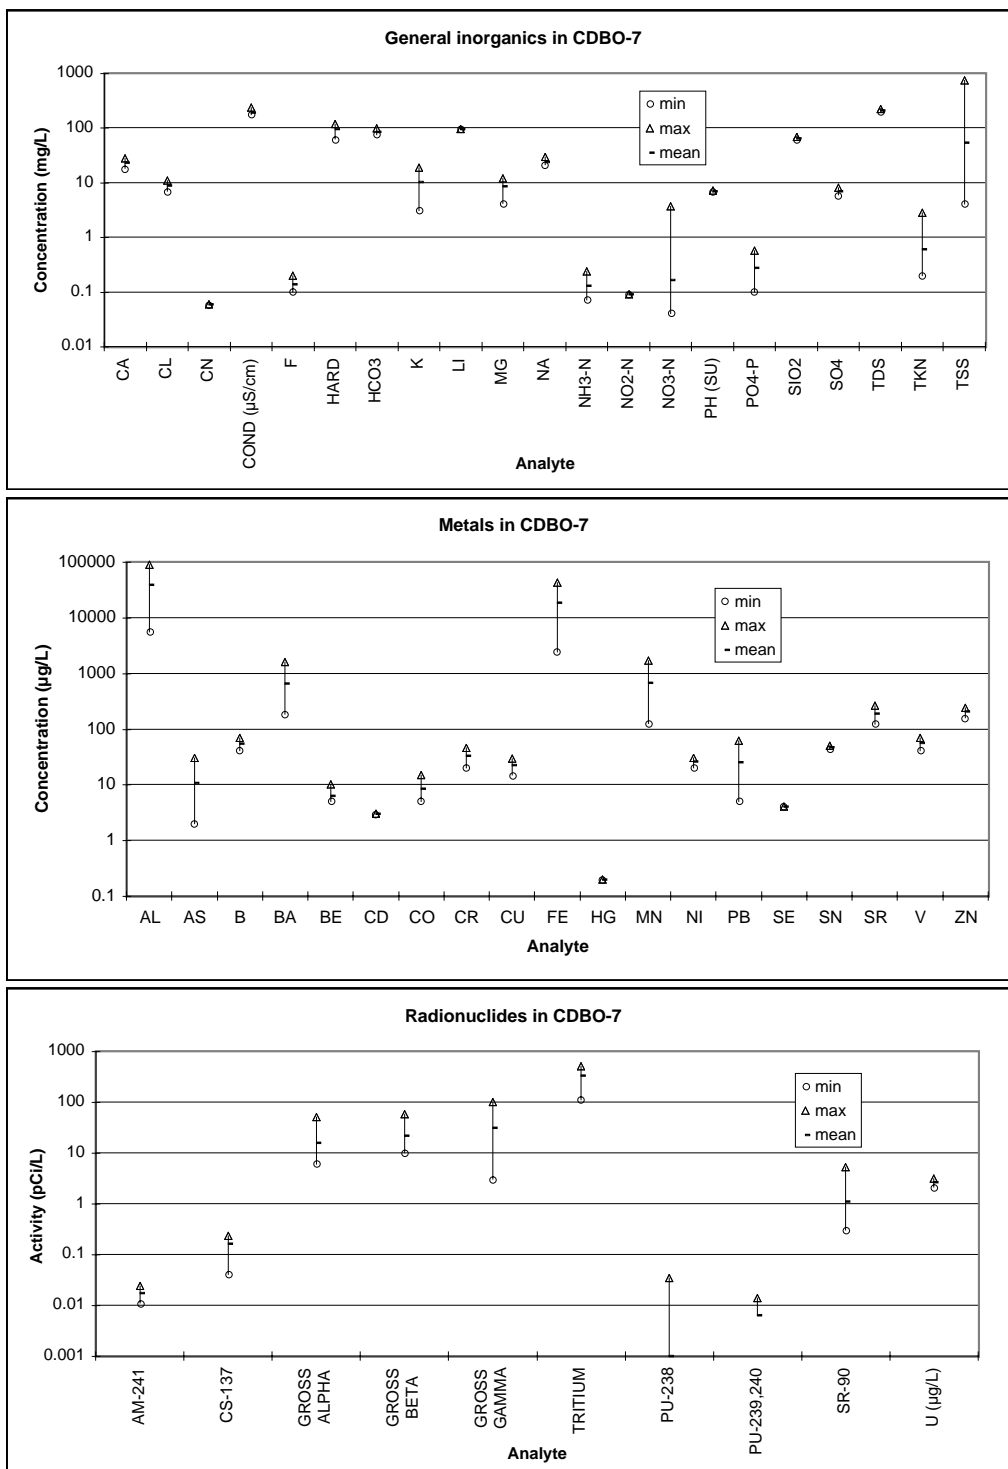 General inorganics in CDBO-7
Concentration (mg/L)
1000
100
10
1
0.1
0.01
min
max
mean
CA
CL
CN
COND (µS/cm)
F
HARD
HCO3
K
LI
MG
NA
NH3-N
NO2-N
NO3-N
PH (SU)
PO4-P
SIO2
SO4
TDS
TKN
TSS
Analyte
Metals in CDBO-7
Concentration (µg/L)
100000
10000
1000
100
10
1
0.1
min
max
mean
AL AS B BA BE CD CO CR CU FE HG MN NI PB SE SN SR V ZN
Analyte
Radionuclides in CDBO-7
Activity (pCi/L)
1000
100
10
1
0.1
0.01
0.001
min
max
mean
AM-241
CS-137
GROSS
ALPHA
GROSS
BETA
GROSS
GAMMA
TRITIUM
PU-238
PU-239,240
SR-90
U (µg/L)
Analyte